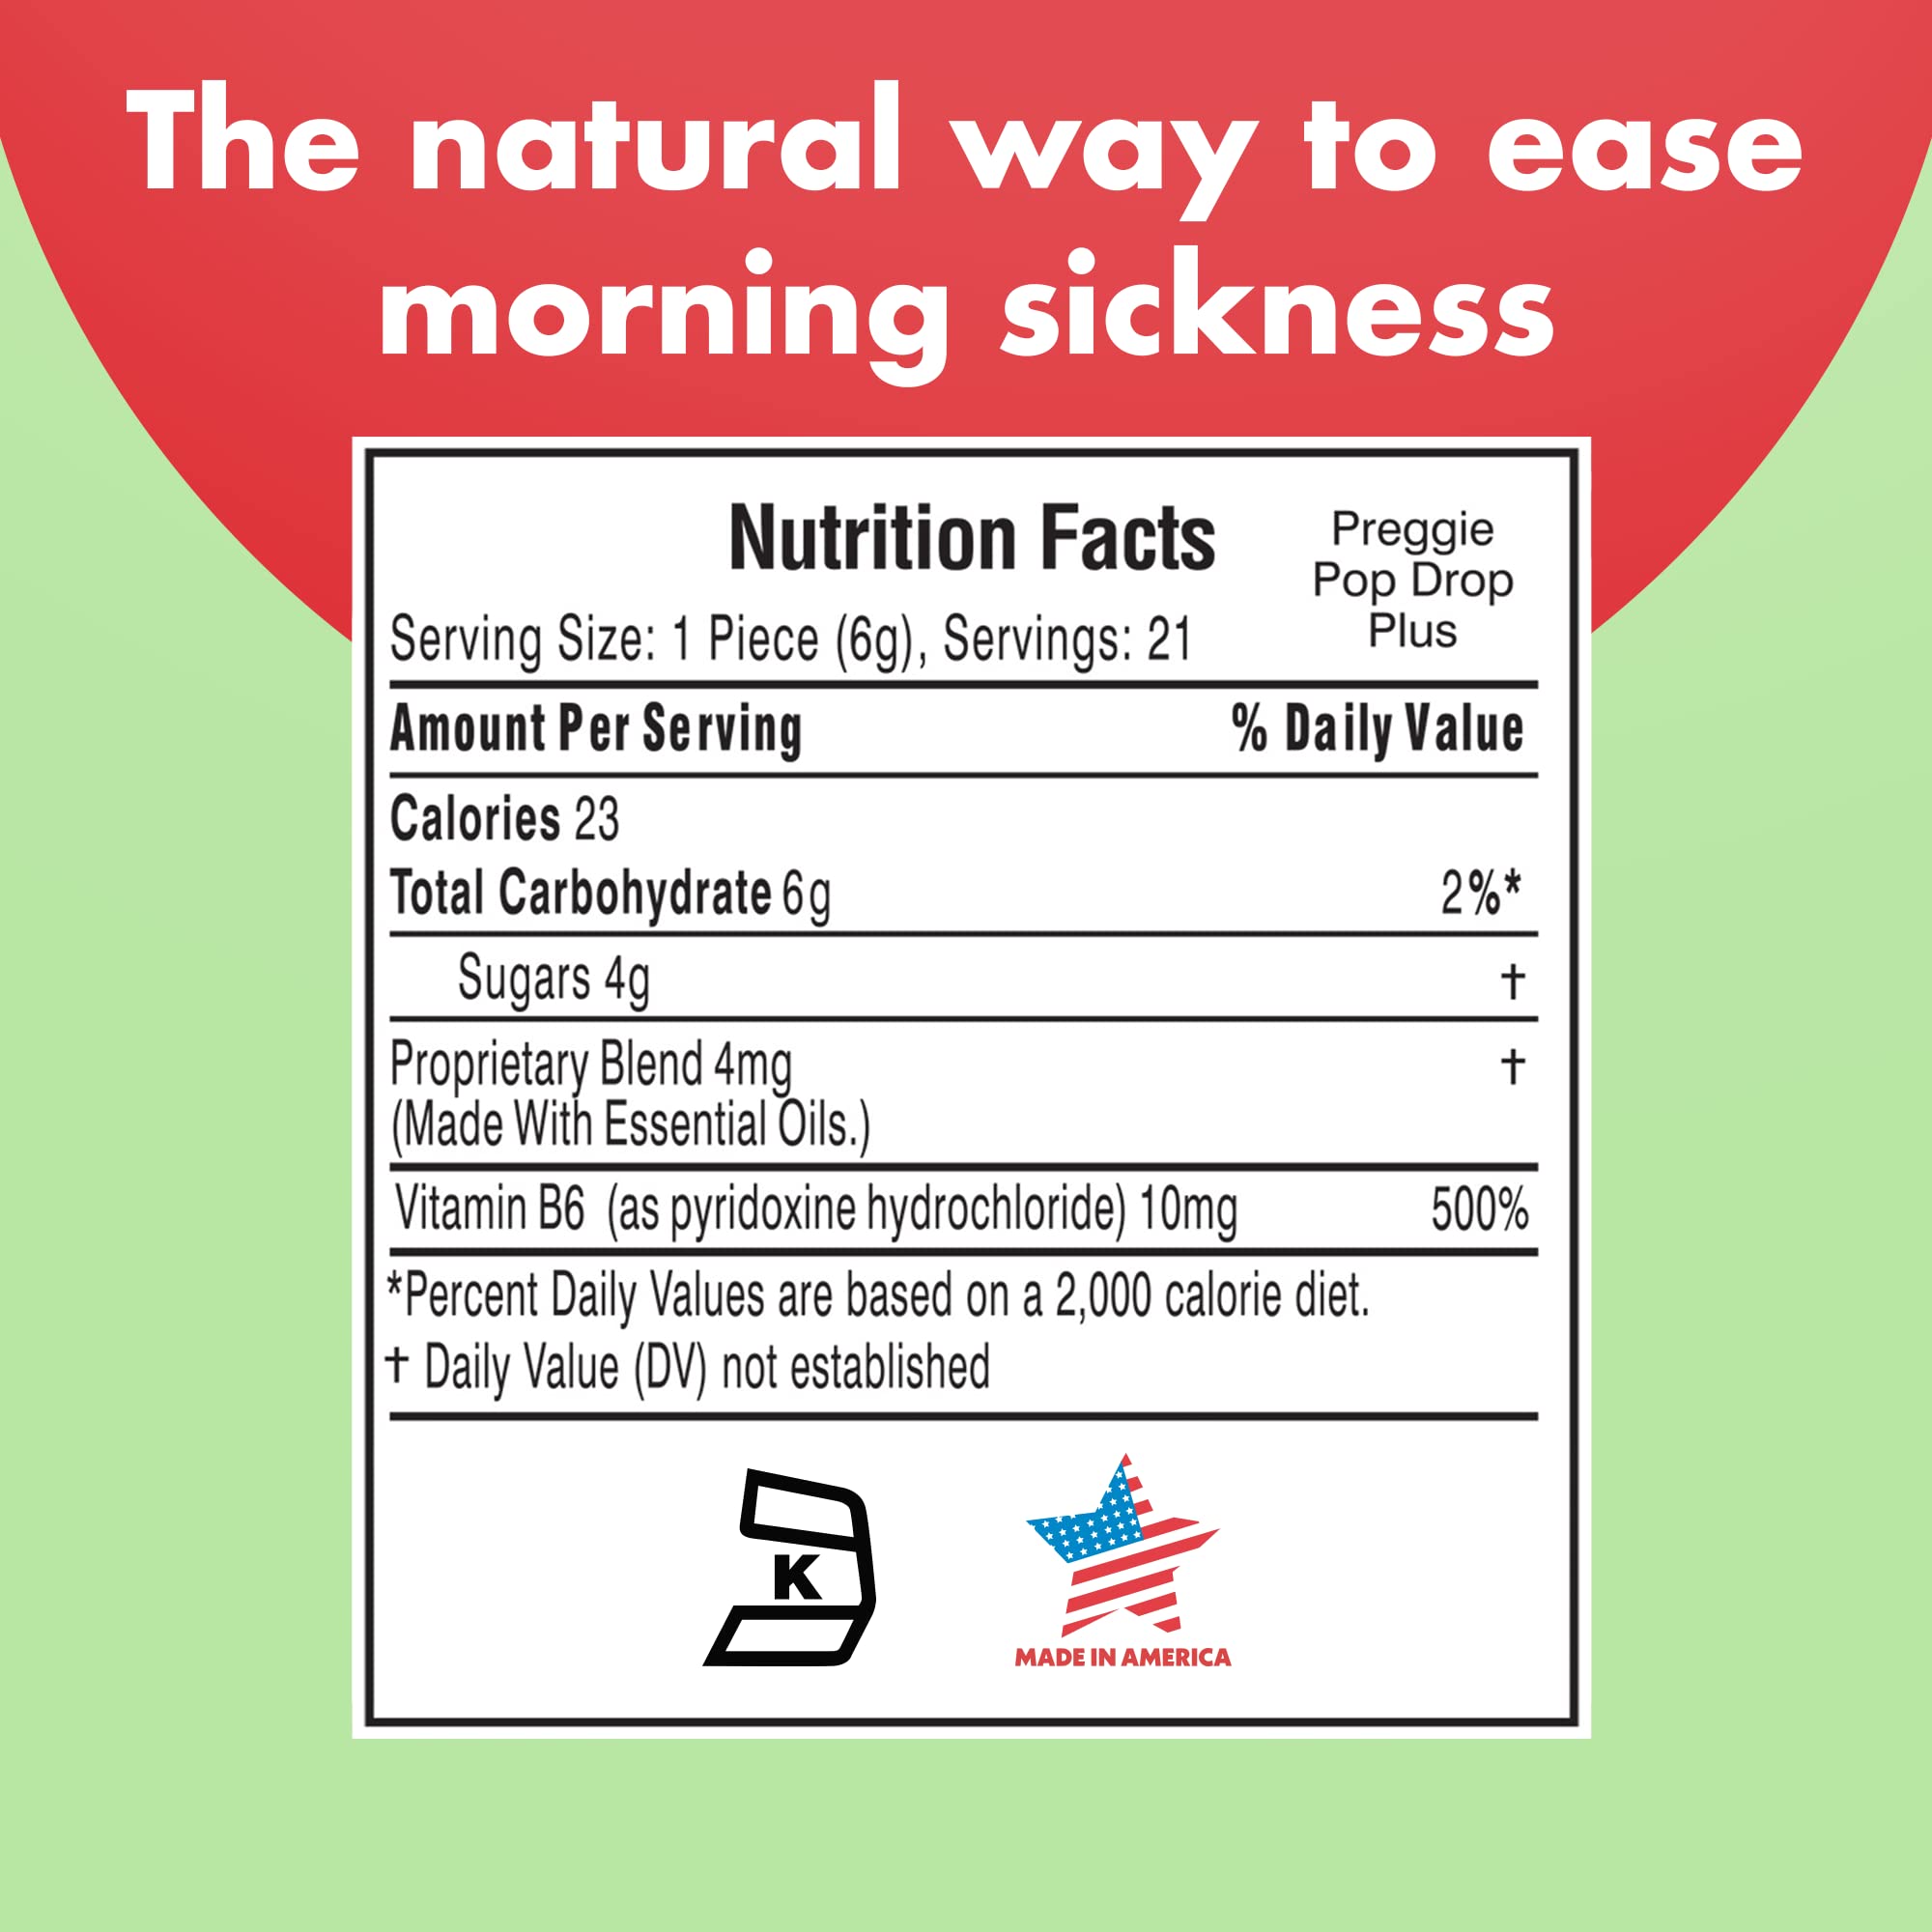 The natural way to ease
morning sickness
Nutrition Facts
Preggie
Pop Drop
Plus
Serving Size: 1 Piece (6g), Servings: 21
Amount Per Serving % Daily Value
Calories 23
Total Carbohydrate 6g 2%*
Sugars 4g †
Proprietary Blend 4mg †
(Made With Essential Oils.)
Vitamin B6 (as pyridoxine hydrochloride) 10mg 500%
*Percent Daily Values are based on a 2,000 calorie diet.
† Daily Value (DV) not established
K
MADE IN AMERICA